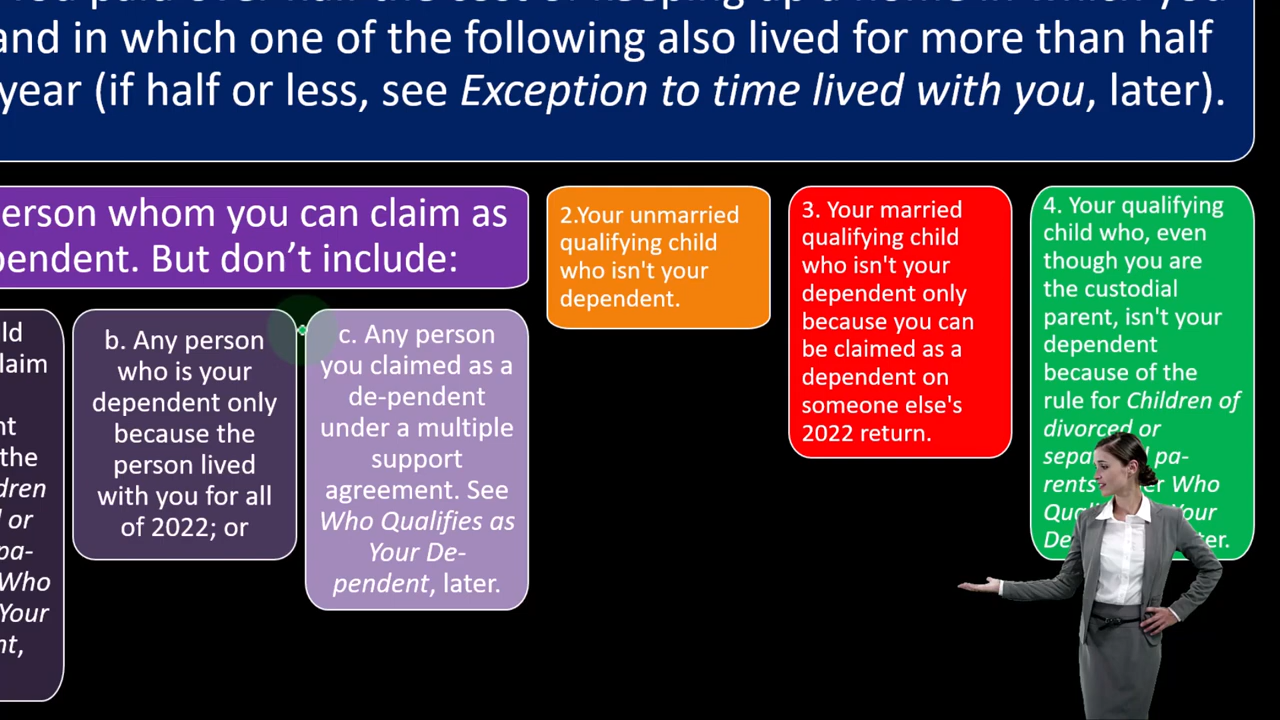 and in which one of the following also lived for more than half
year (if half or less, see Exception to time lived with you, later).
erson whom you can claim as
pendent. But don’t include:
ld
laim
nt
the
dren
d or
pa-
Who
Your
nt,
b. Any person
who is your
dependent only
because the
person lived
with you for all
of 2022; or
c. Any person
you claimed as a
de-pendent
under a multiple
support
agreement. See
Who Qualifies as
Your De-
pendent, later.
2.Your unmarried
qualifying child
who isn't your
dependent.
3. Your married
qualifying child
who isn't your
dependent only
because you can
be claimed as a
dependent on
someone else's
2022 return.
4. Your qualifying
child who, even
though you are
the custodial
parent, isn't your
dependent
because of the
rule for Children of
divorced or
pa-
rents Who
Your